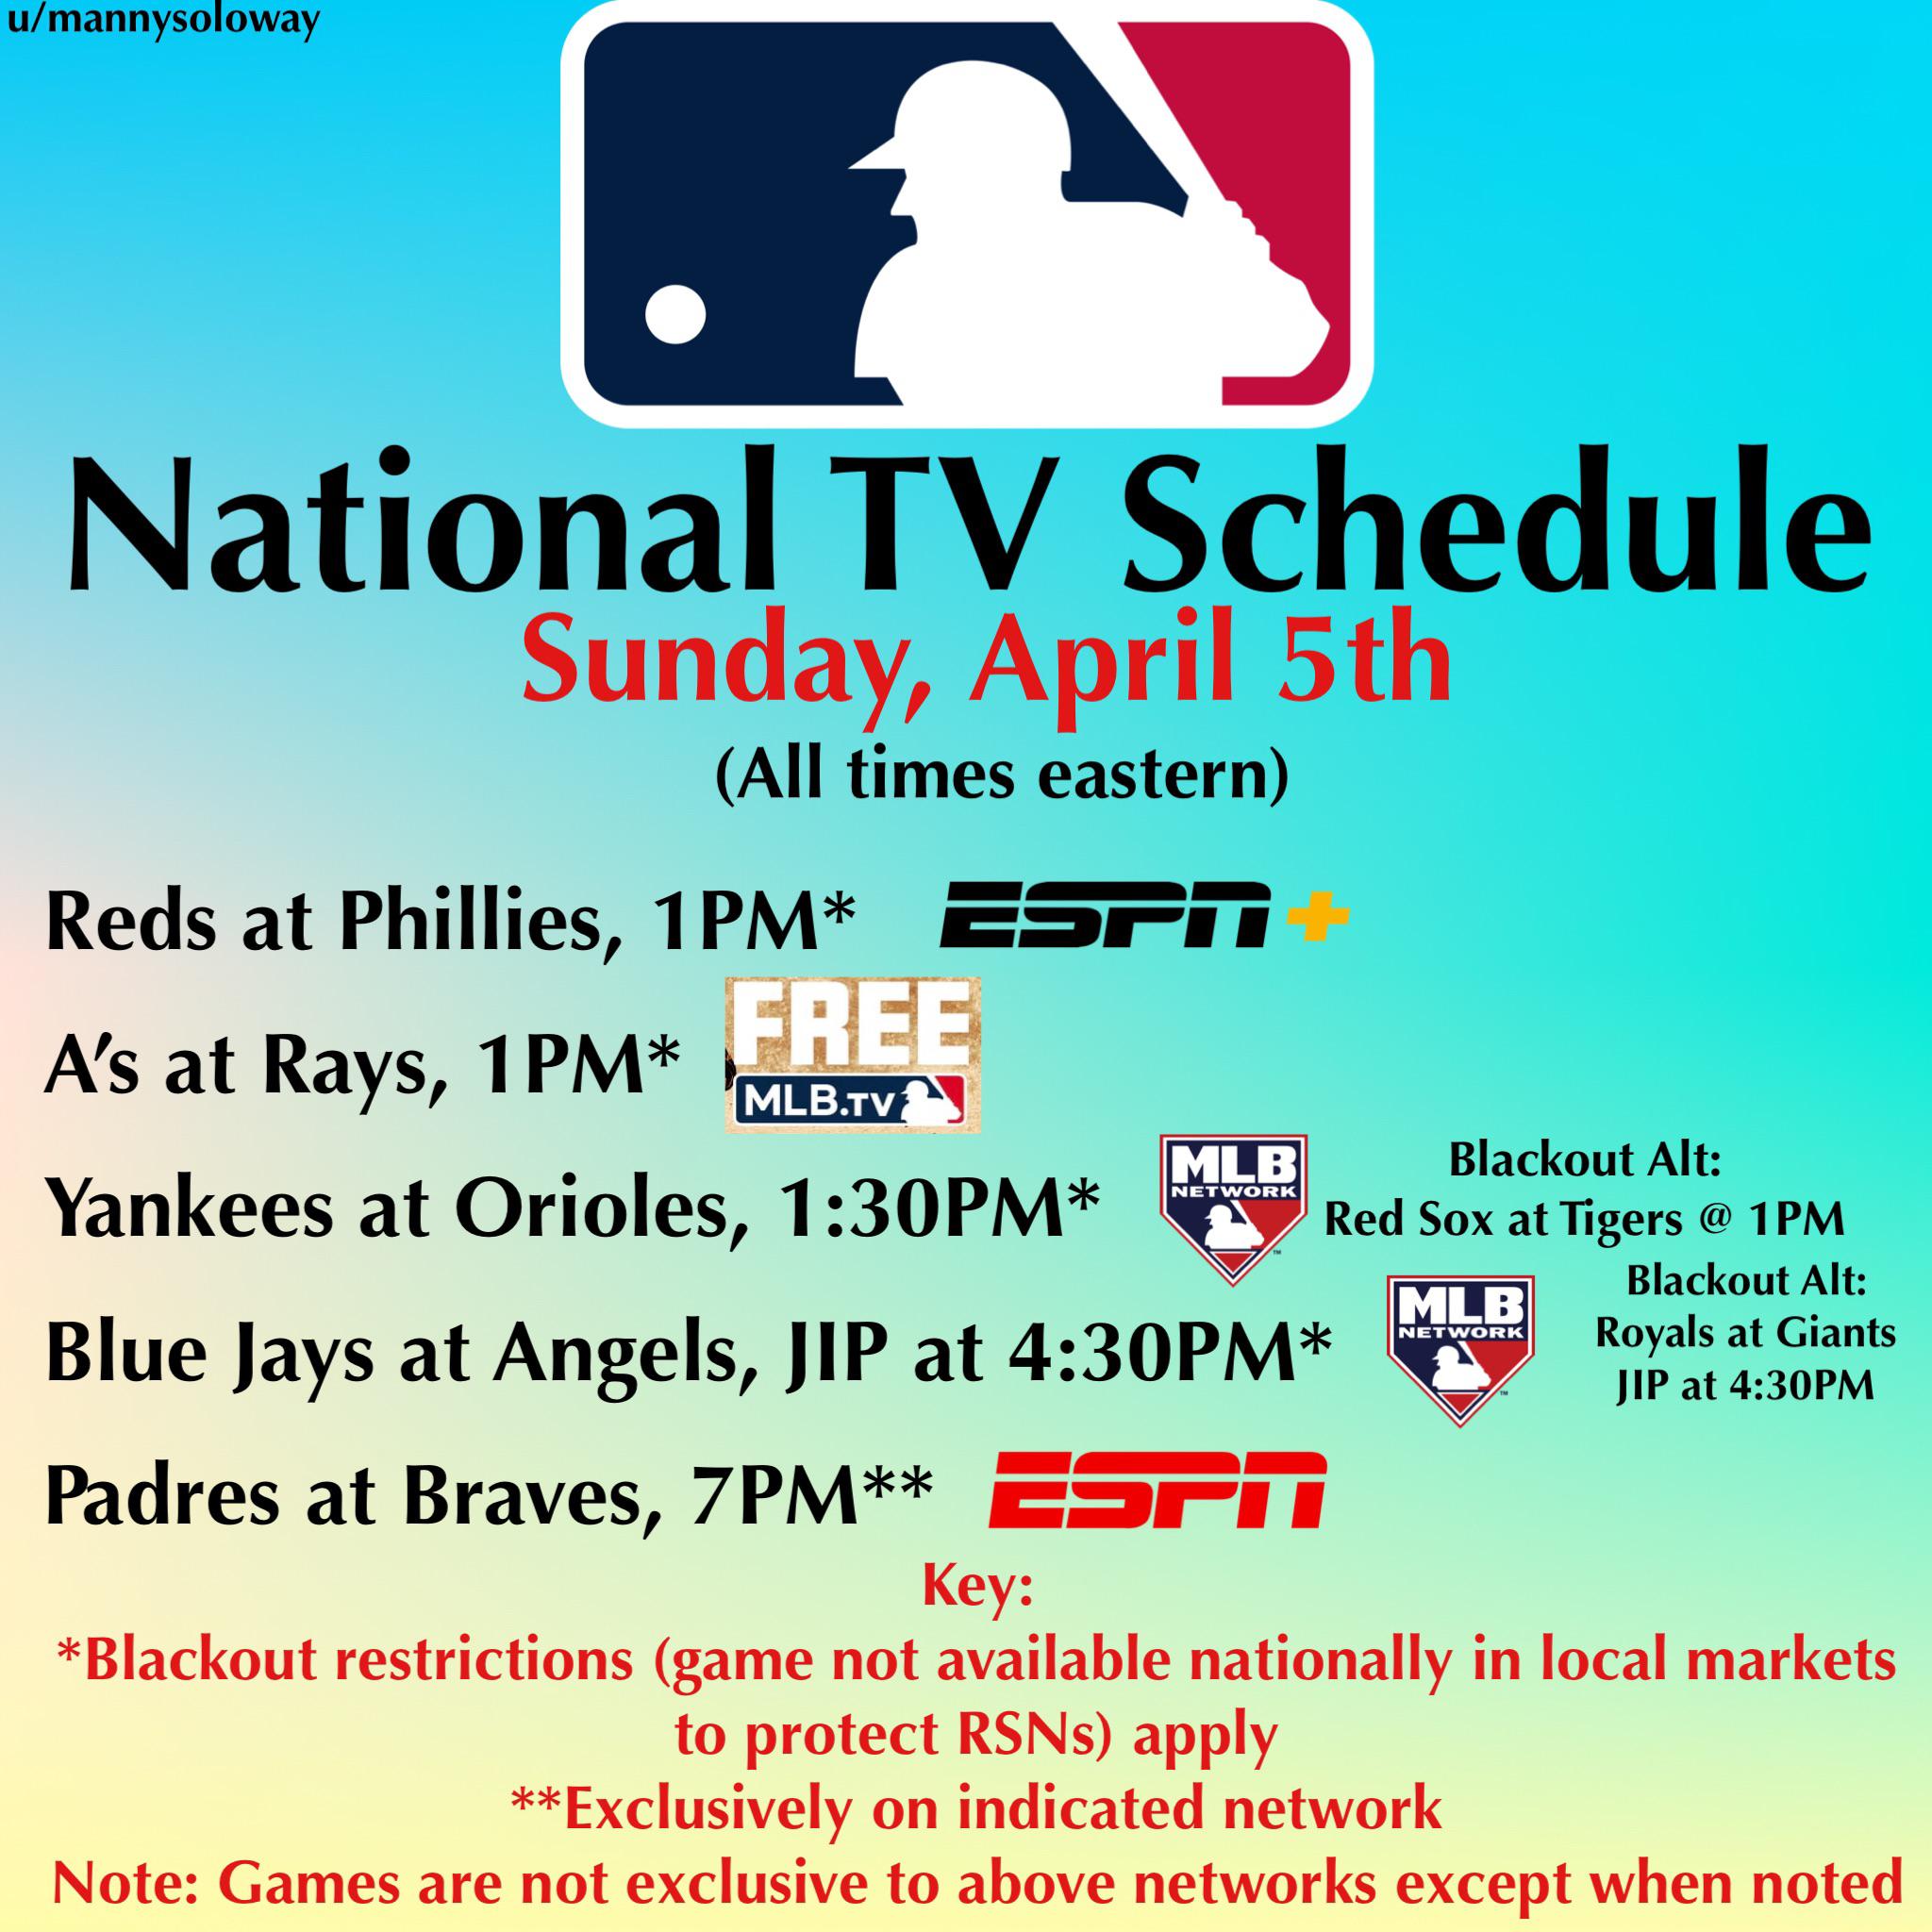 u/mannysoloway
National TV Schedule
Sunday, April 5th
(All times eastern)
Reds at Phillies, 1PM* ESPN+
A's at Rays, 1PM* FREE
MLB.TV
Yankees at Orioles, 1:30PM* MLB NETWORK
Blackout Alt:
Red Sox at Tigers @ 1PM
Blue Jays at Angels, JIP at 4:30PM* MLB NETWORK
Blackout Alt:
Royals at Giants
JIP at 4:30PM
Padres at Braves, 7PM** ESPN
Key:
*Blackout restrictions (game not available nationally in local markets
to protect RSNs) apply
**Exclusively on indicated network
Note: Games are not exclusive to above networks except when noted